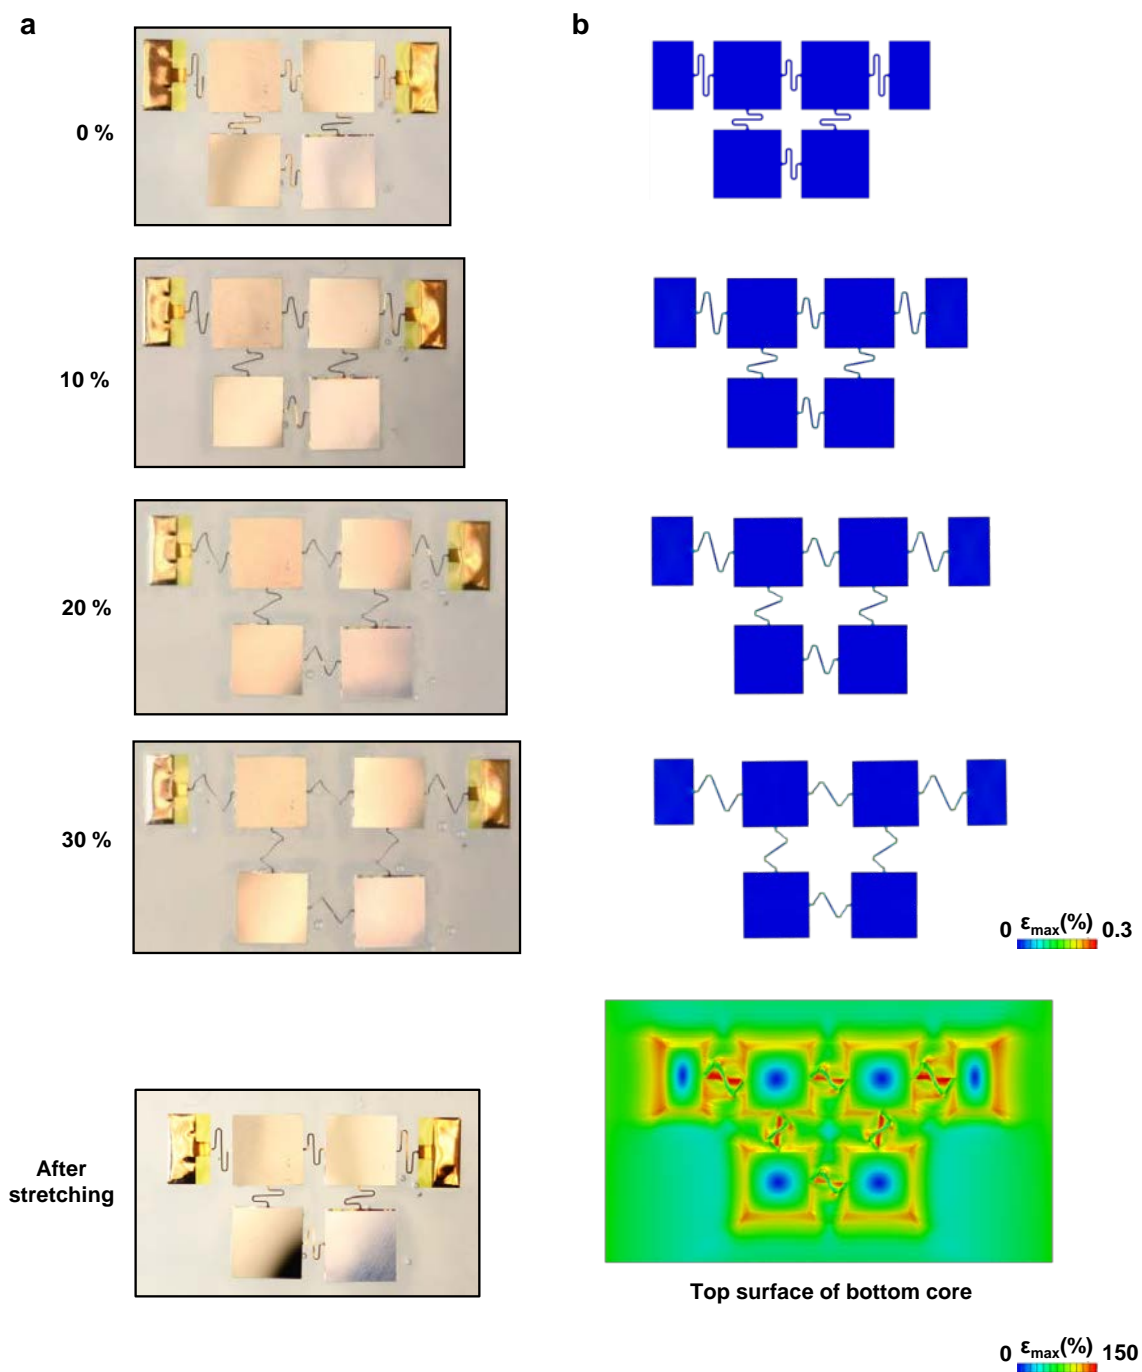 a
b
0 %
10 %
20 %
30 %
0 εmax(%) 0.3
After
stretching
Top surface of bottom core
0 εmax(%) 150